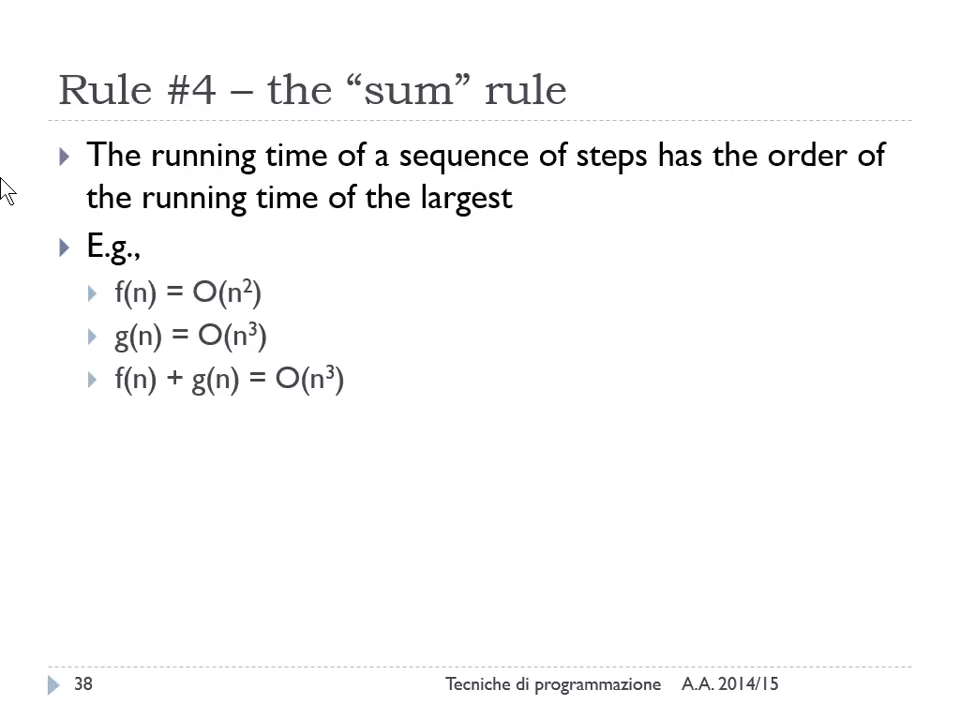 Rule #4 – the “sum” rule
The running time of a sequence of steps has the order of
the running time of the largest
E.g.,
f(n) = O(n²)
g(n) = O(n³)
f(n) + g(n) = O(n³)
38 Tecniche di programmazione A.A. 2014/15